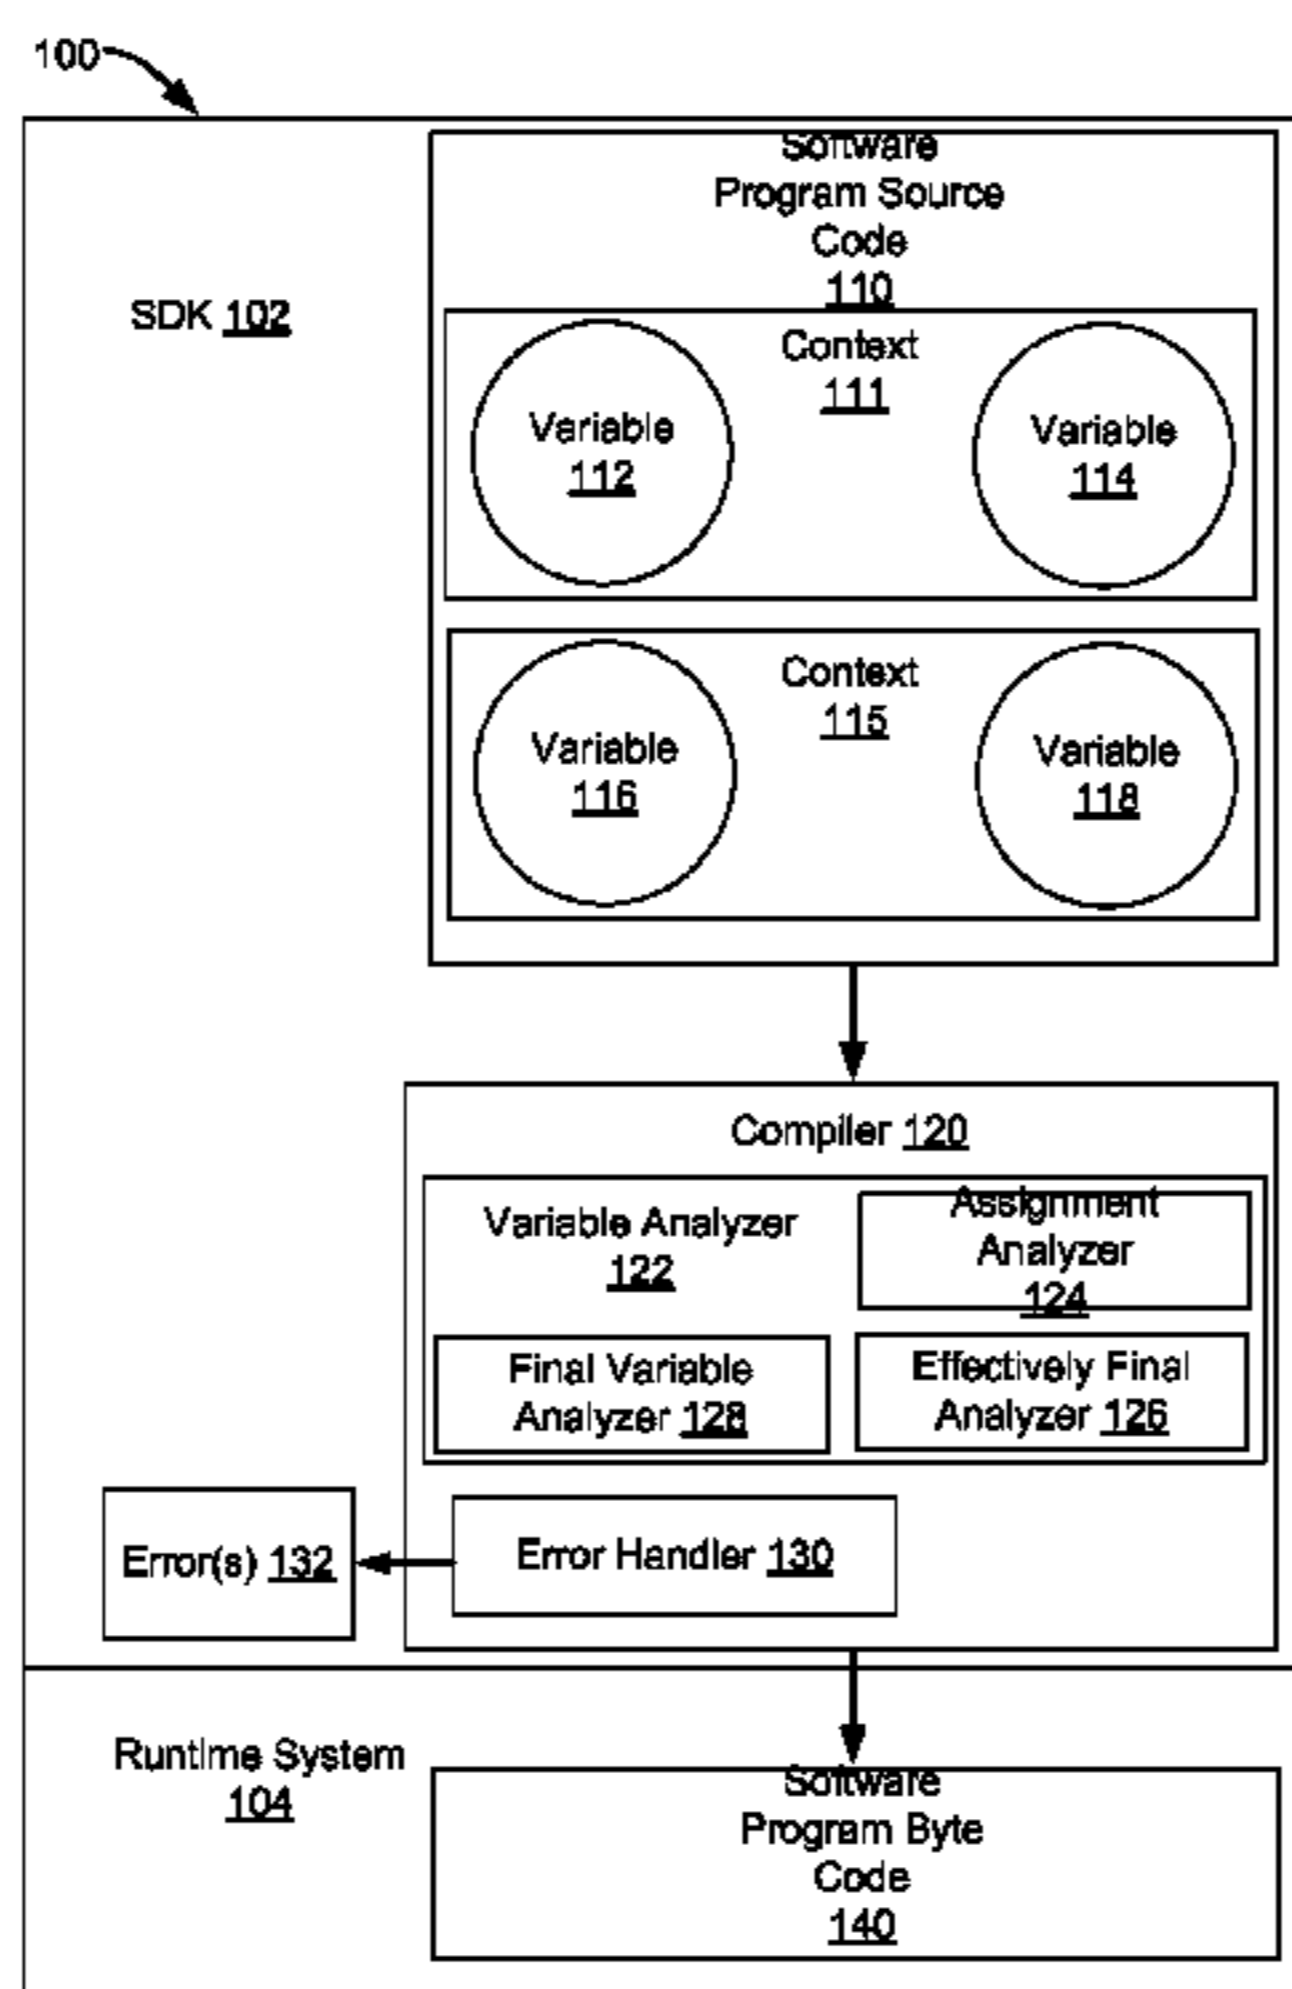 100
Software
Program Source
Code
110
SDK 102
Context
111
Variable
112
Variable
114
Context
115
Variable
116
Variable
118
Compiler 120
Variable Analyzer
122
Assignment
Analyzer
124
Final Variable
Analyzer 128
Effectively Final
Analyzer 126
Error(s) 132
Error Handler 130
Runtime System
104
Software
Program Byte
Code
140